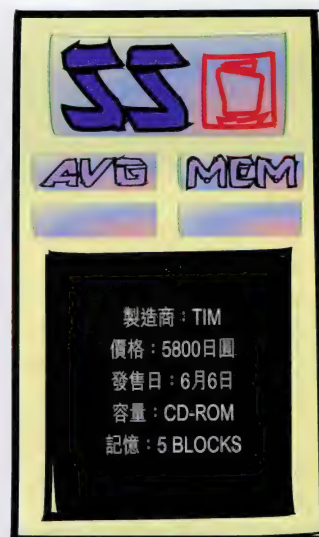 SS
AVG MEM
製造商：TIM
價格：5800日圓
發售日：6月6日
容量：CD-ROM
記憶：5 BLOCKS